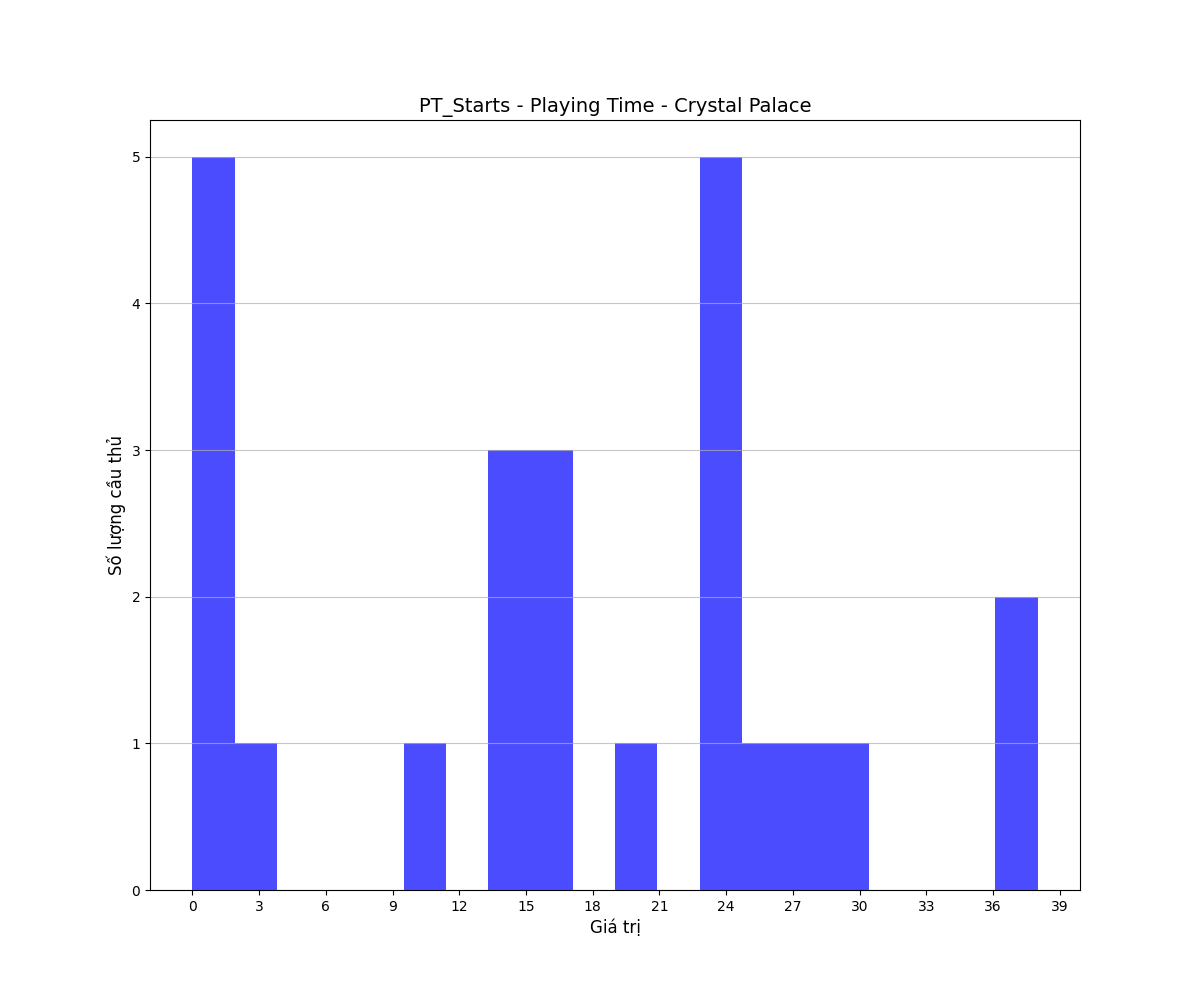 PT_Starts - Playing Time - Crystal Palace
5
4
3
2
1
0
Số lượng cầu thủ
0 3 6 9 12 15 18 21 24 27 30 33 36 39
Giá trị